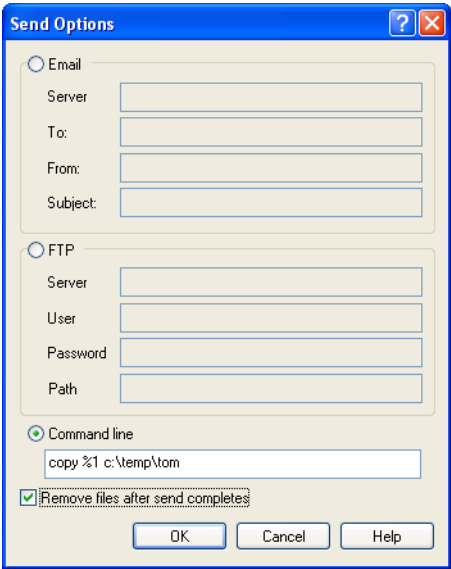 Send Options
Email
Server
To:
From:
Subject:
FTP
Server
User
Password
Path
Command line
copy %1 c:\temp\tom
Remove files after send completes
OK Cancel Help